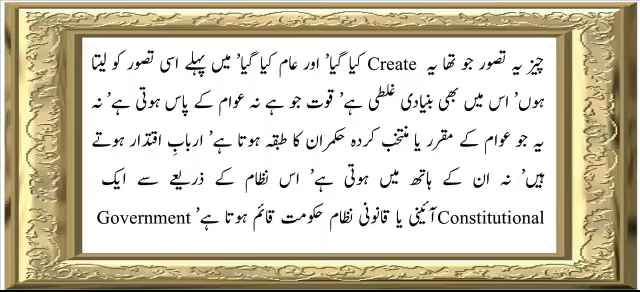 چیز یہ تصور جو تھا یہ Create کیا گیا’ اور عام کیا گیا’ میں پہلے اسی تصور کو لیتا
ہوں’ اس میں بھی بنیادی غلطی ہے’ قوت جو ہے نہ عوام کے پاس ہوتی ہے’ نہ
یہ جو عوام کے مقرر یا منتخب کردہ حکمران کا طبقہ ہوتا ہے’ اربابِ اقتدار ہوتے
ہیں’ نہ ان کے ہاتھ میں ہوتی ہے’ اس نظام کے ذریعے سے ایک
Constitutional آئینی یا قانونی نظام حکومت قائم ہوتا ہے’ Government